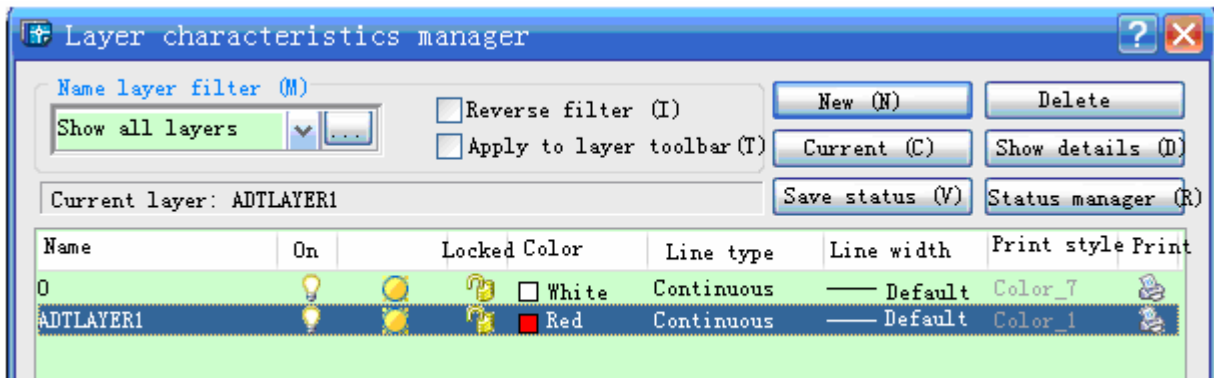 Layer characteristics manager
Name layer filter (M)
Show all layers
...
Reverse filter (I)
Apply to layer toolbar(T)
New (N)
Delete
Current (C)
Show details (D)
Save status (V)
Status manager (R)
Current layer: ADTLAYER1
Name On Locked Color Line type Line width Print style Print
0 White Continuous Default Color_7
ADTLAYER1 Red Continuous Default Color_1